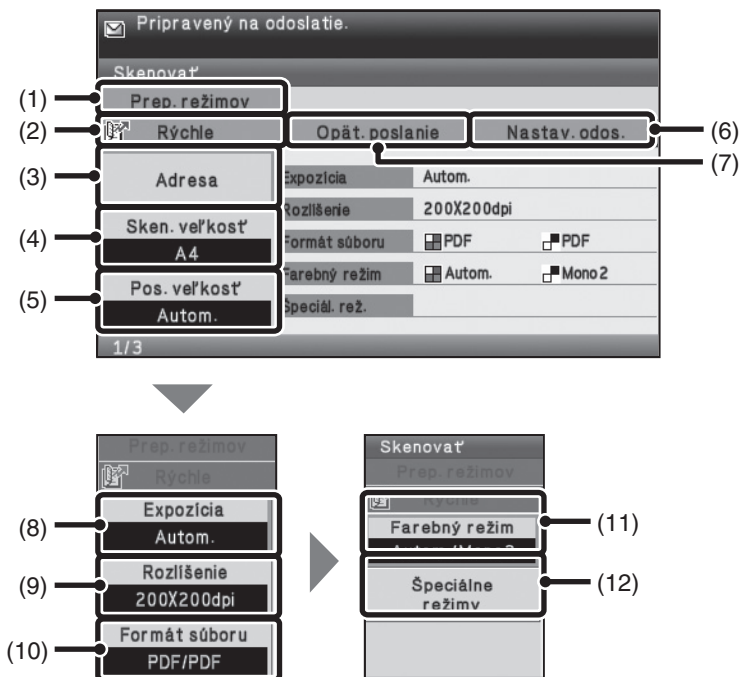 Pripravený na odoslatie.
Skenovať
(1) Prep. režimov
(2) Rýchle Opät. poslanie Nastav. odos. (6)
(7)
(3) Adresa Expozícia Autom.
Rozlíšenie 200X200dpi
(4) Sken. veľkosť A4 Formát súboru PDF PDF
(5) Pos. veľkosť Autom. Farebný režim Autom. Mono2
Špeciál. rež.
1/3
Prep. režimov
Rýchle
(8) Expozícia
Autom.
(9) Rozlíšenie
200X200dpi
(10) Formát súboru
PDF/PDF
Skenovať
Prep. režimov
Rýchle
Farebný režim (11)
Autom./Mono2
Špeciálne (12)
režimy